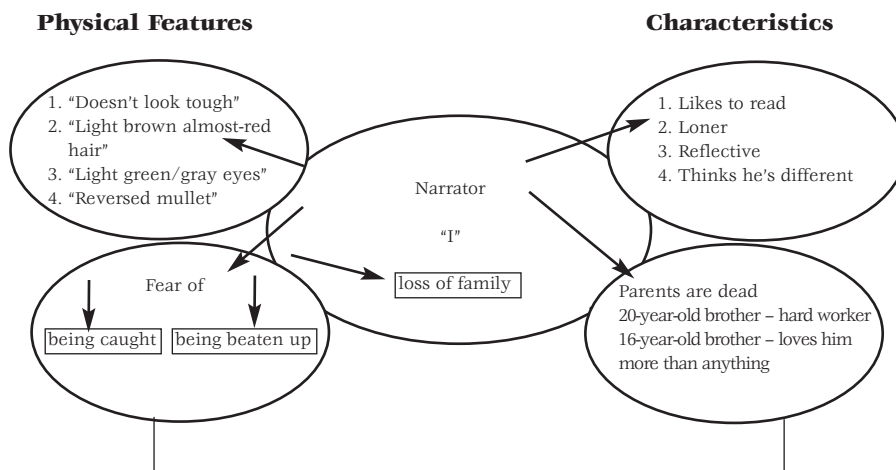 Physical Features
Characteristics
1. “Doesn’t look tough”
2. “Light brown almost-red
hair”
3. “Light green/gray eyes”
4. “Reversed mullet”
1. Likes to read
2. Loner
3. Reflective
4. Thinks he’s different
Narrator
“I”
loss of family
Fear of
being caught
being beaten up
Parents are dead
20-year-old brother – hard worker
16-year-old brother – loves him
more than anything